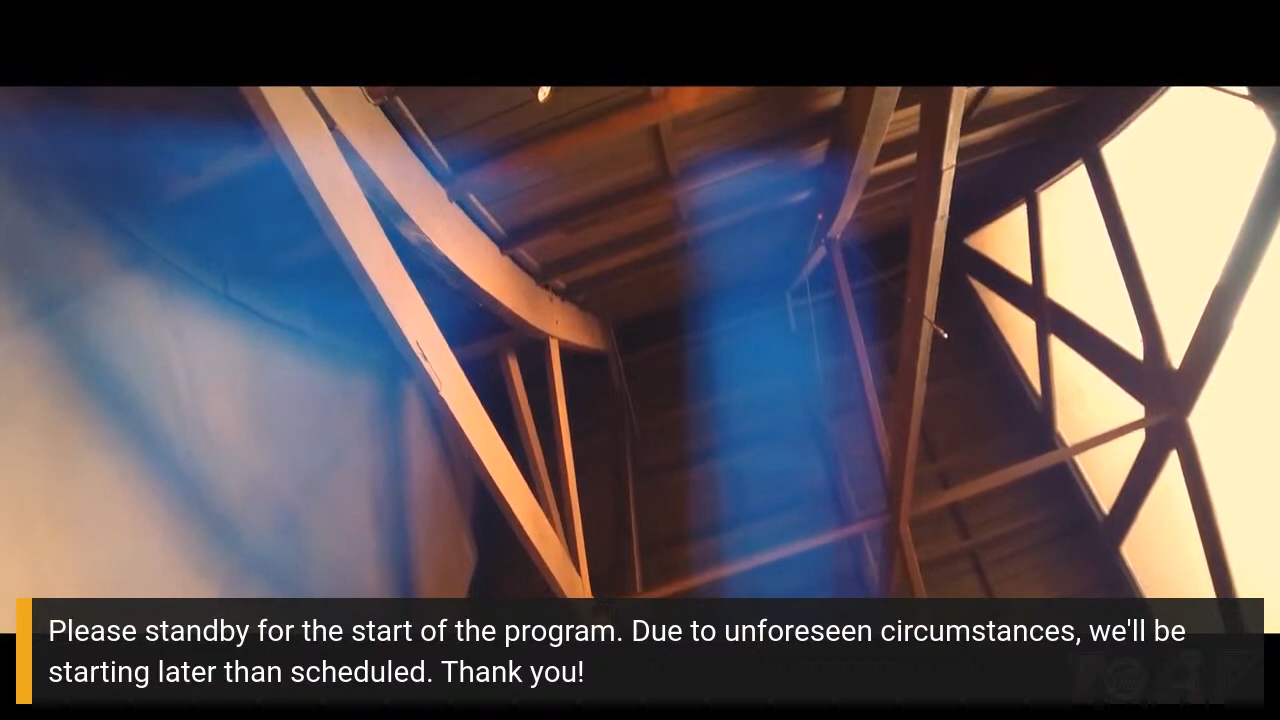 Please standby for the start of the program. Due to unforeseen circumstances, we'll be
starting later than scheduled. Thank you!